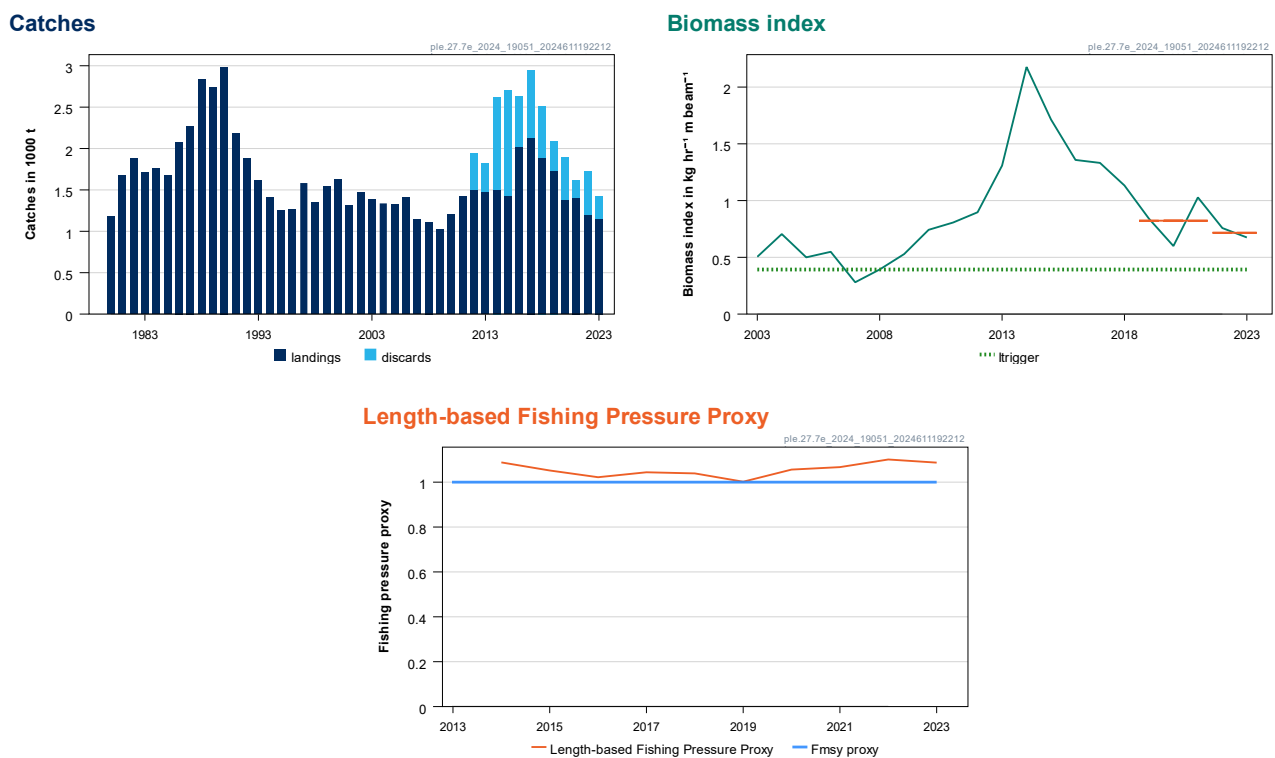 Catches
ple.27.7e_2024_19051_2024611192212
Catches in 1000 t
3
2.5
2
1.5
1
0.5
0
1983 1993 2003 2013 2023
landings discards
Biomass index
ple.27.7e_2024_19051_2024611192212
Biomass index in kg hr⁻¹ m beam⁻¹
2
1.5
1
0.5
0
2003 2008 2013 2018 2023
Itrigger
Length-based Fishing Pressure Proxy
ple.27.7e_2024_19051_2024611192212
Fishing pressure proxy
1
0.8
0.6
0.4
0.2
0
2013 2015 2017 2019 2021 2023
Length-based Fishing Pressure Proxy Fmsy proxy